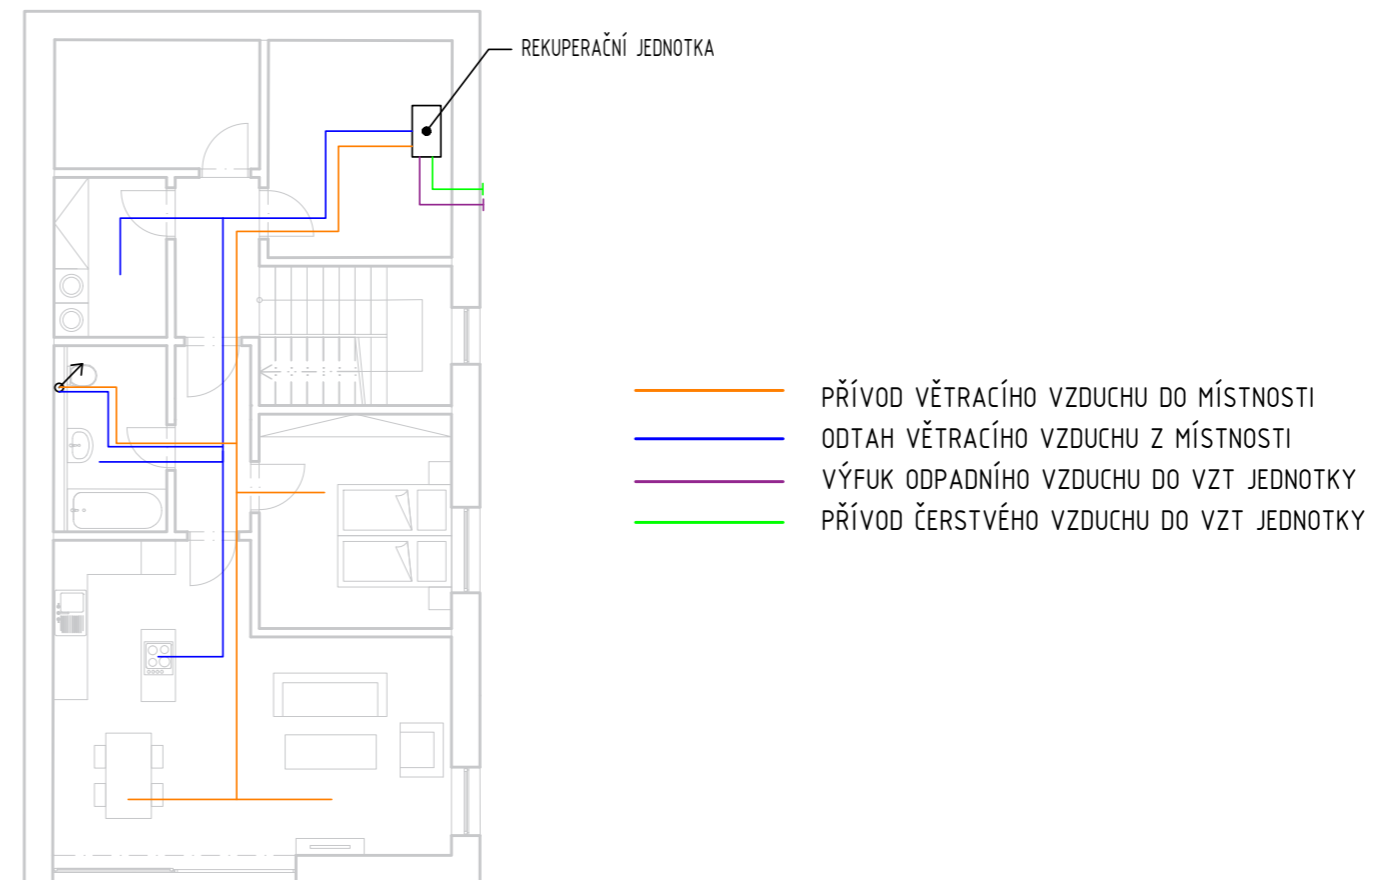 REKUPERAČNÍ JEDNOTKA
PŘÍVOD VĚTRACÍHO VZDUCHU DO MÍSTNOSTI
ODTAH VĚTRACÍHO VZDUCHU Z MÍSTNOSTI
VÝFUK ODPADNÍHO VZDUCHU DO VZT JEDNOTKY
PŘÍVOD ČERSTVÉHO VZDUCHU DO VZT JEDNOTKY